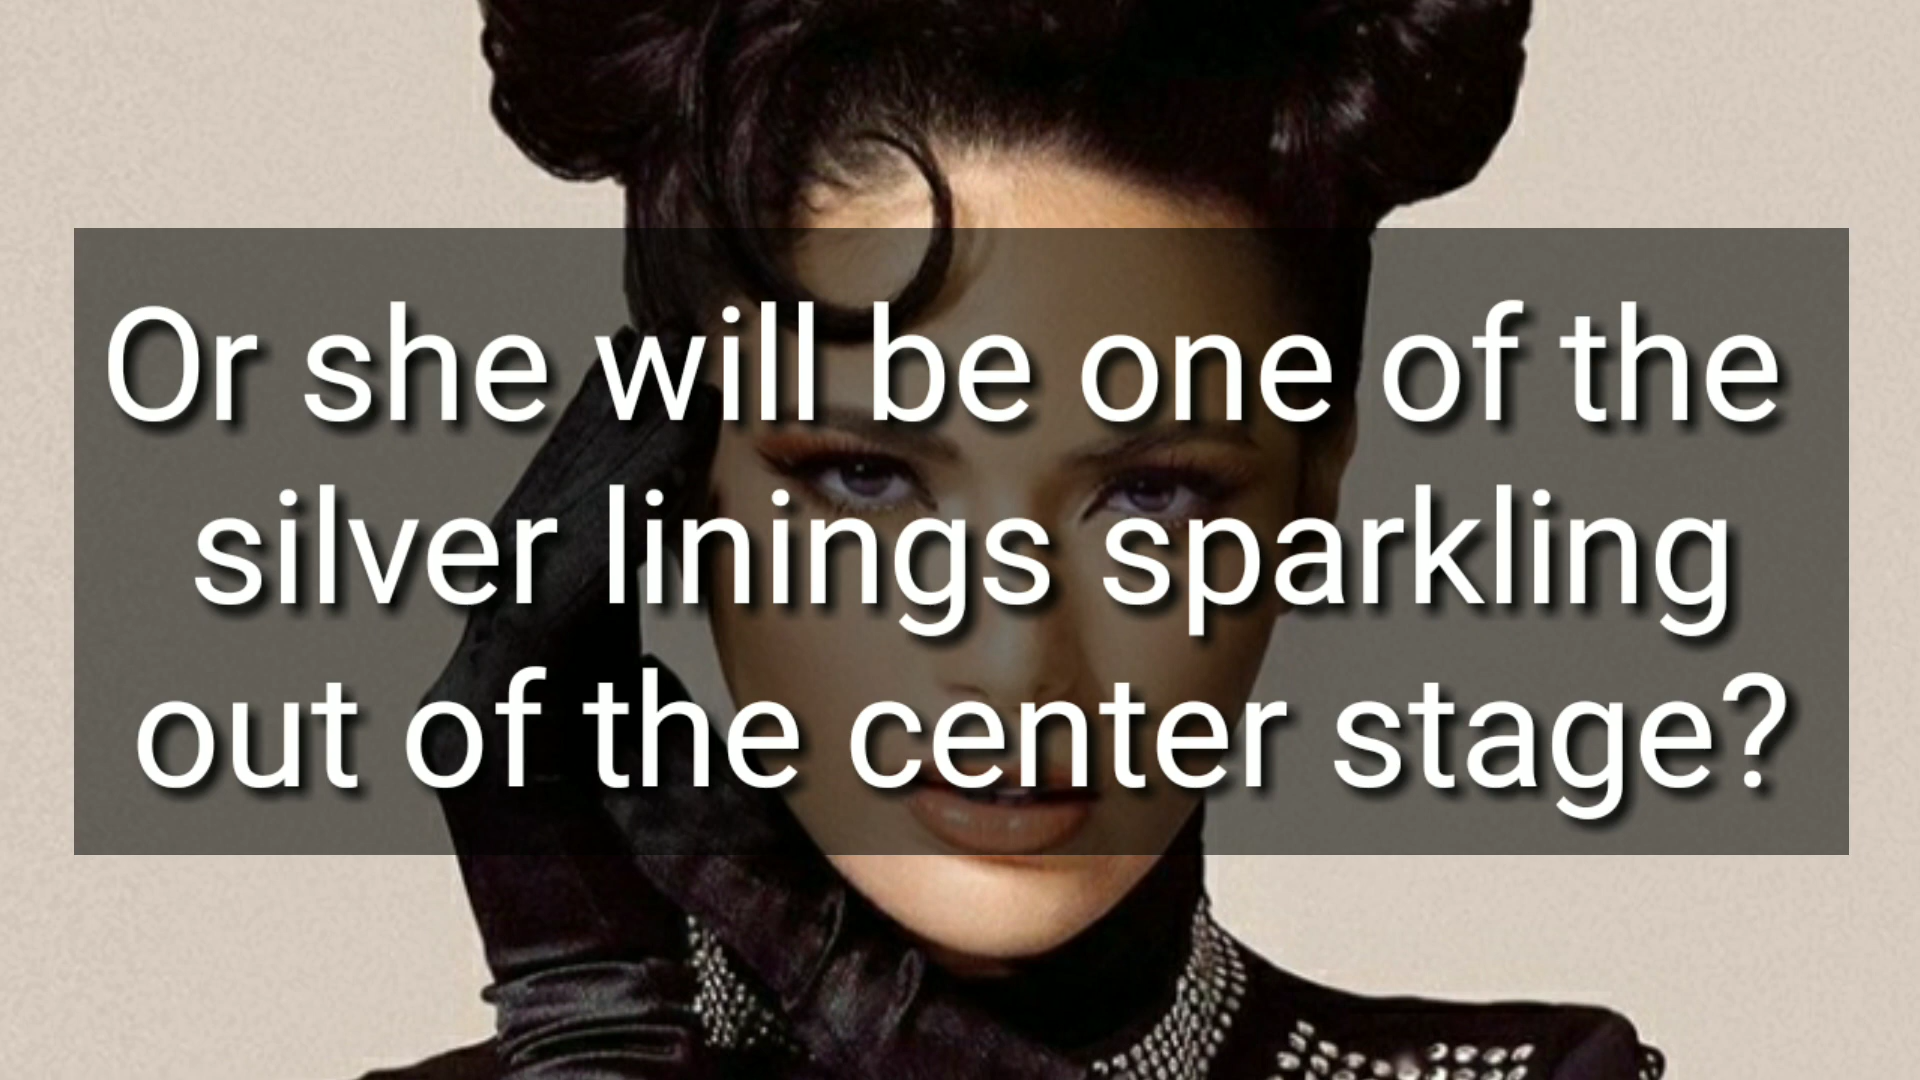 Or she will be one of the
silver linings sparkling
out of the center stage?